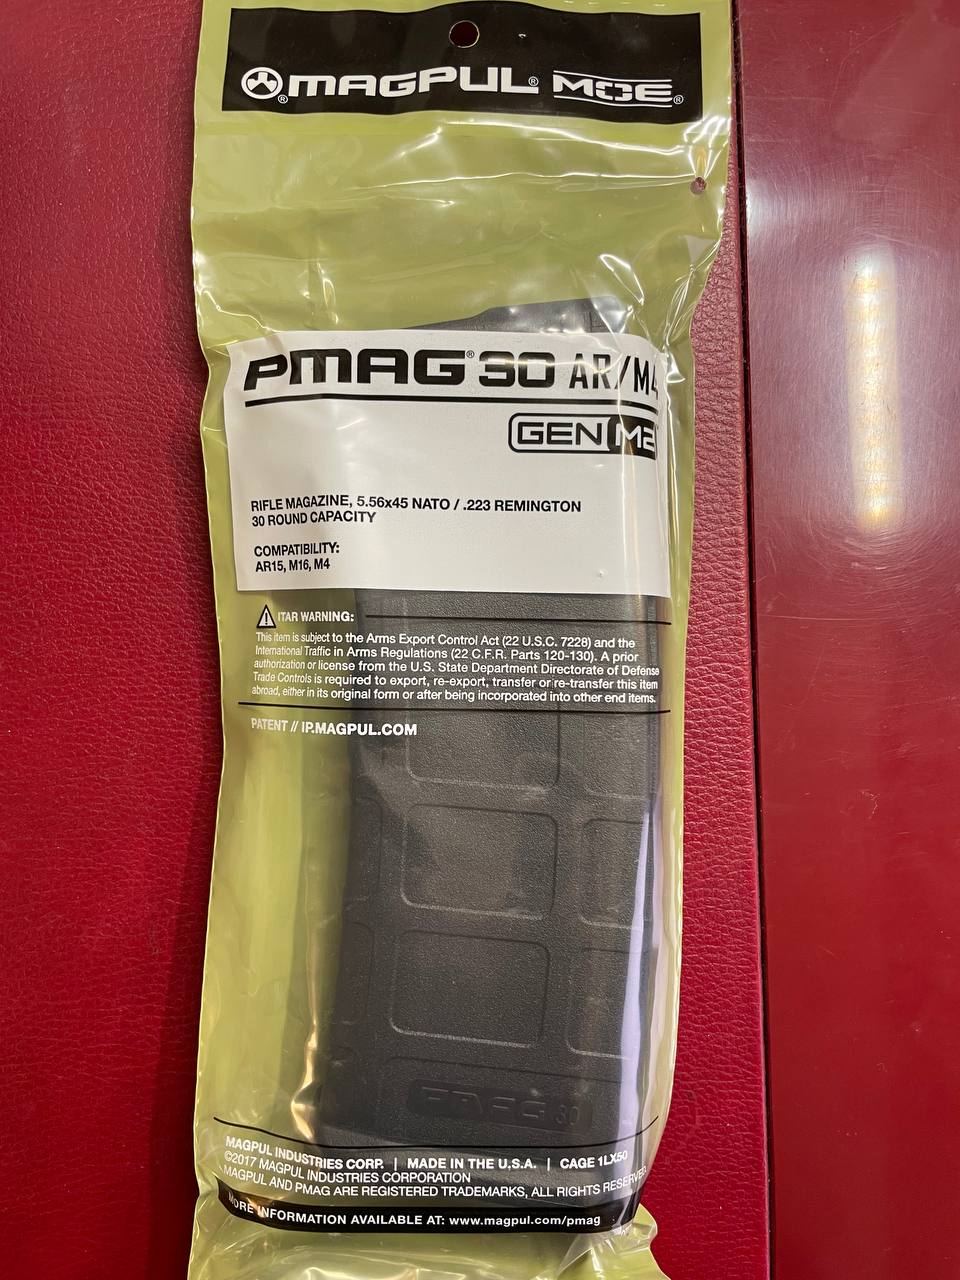 MAGPUL® MOE®
PMAG® 30 AR/M4
GEN M2
RIFLE MAGAZINE, 5.56x45 NATO / .223 REMINGTON
30 ROUND CAPACITY
COMPATIBILITY:
AR15, M16, M4
ITAR WARNING:
This item is subject to the Arms Export Control Act (22 U.S.C. 7228) and the
International Traffic in Arms Regulations (22 C.F.R. Parts 120-130). A prior
authorization or license from the U.S. State Department Directorate of Defense
Trade Controls is required to export, re-export, transfer or re-transfer this item
abroad, either in its original form or after being incorporated into other end items.
PATENT // IP.MAGPUL.COM
PMAG 30
MAGPUL INDUSTRIES CORP. | MADE IN THE U.S.A. | CAGE 1LX50
©2017 MAGPUL INDUSTRIES CORPORATION
MAGPUL AND PMAG ARE REGISTERED TRADEMARKS, ALL RIGHTS RESERVED
MORE INFORMATION AVAILABLE AT: www.magpul.com/pmag